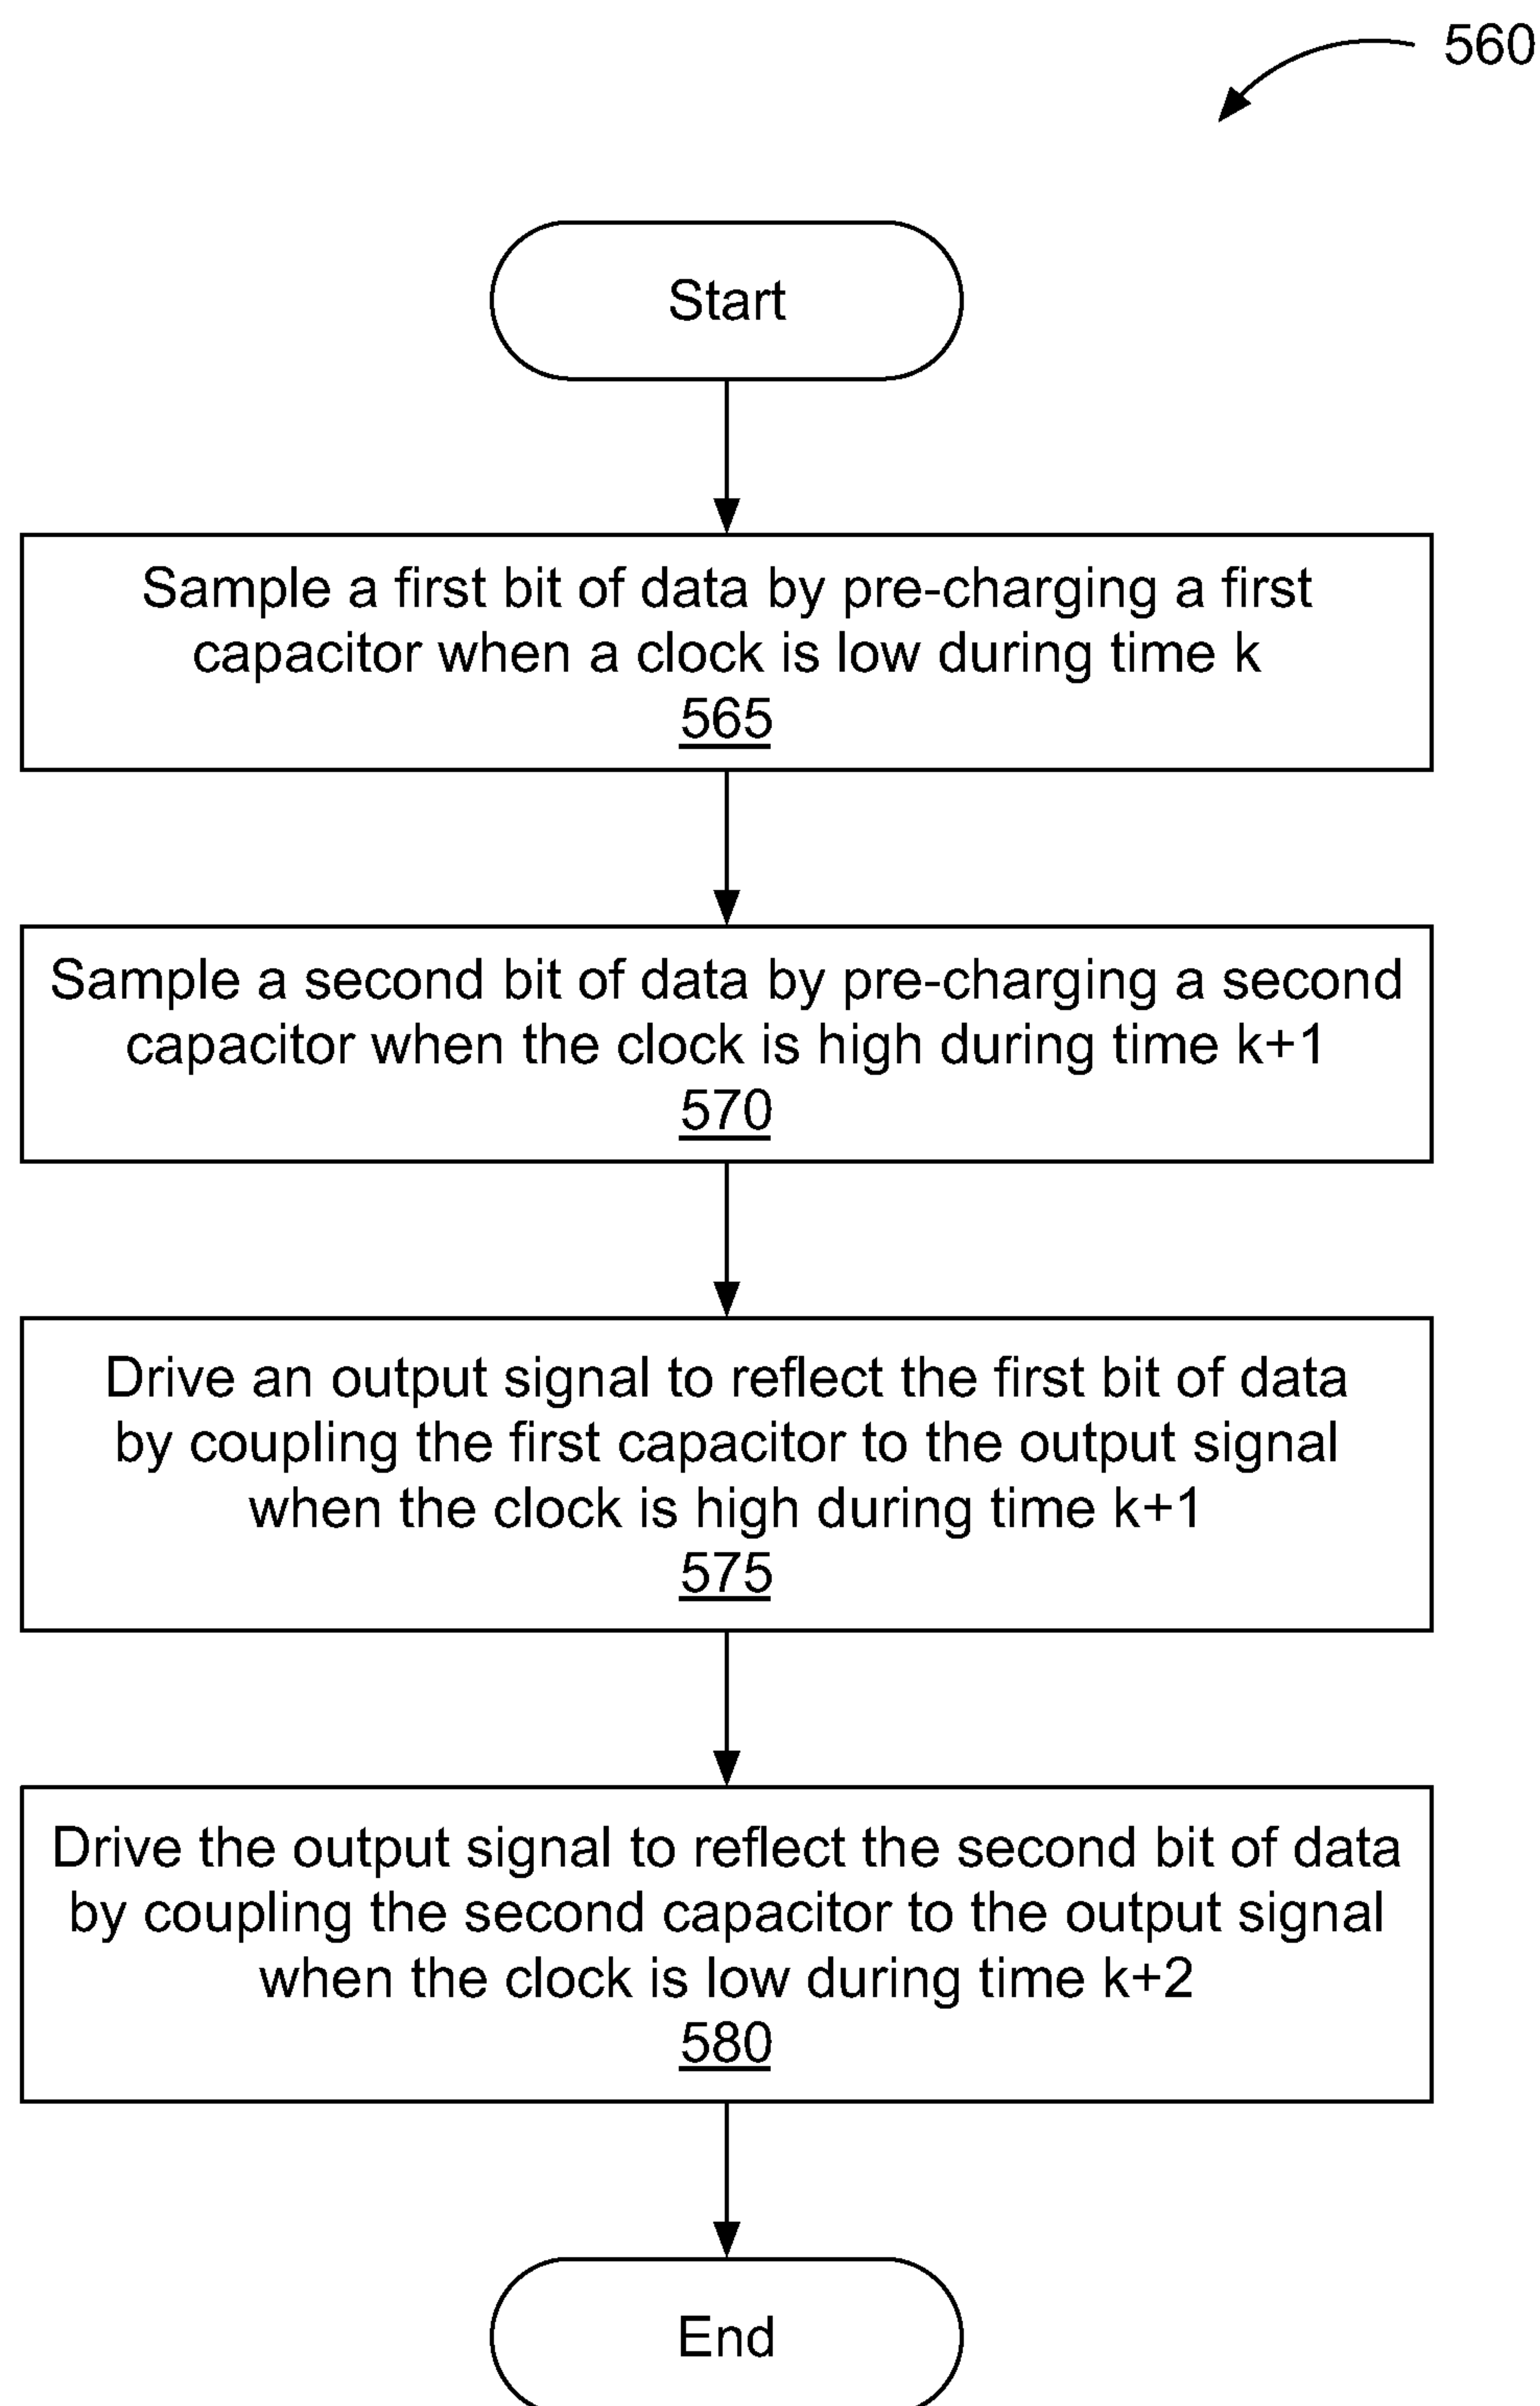 560
Start
Sample a first bit of data by pre-charging a first
capacitor when a clock is low during time k
565
Sample a second bit of data by pre-charging a second
capacitor when the clock is high during time k+1
570
Drive an output signal to reflect the first bit of data
by coupling the first capacitor to the output signal
when the clock is high during time k+1
575
Drive the output signal to reflect the second bit of data
by coupling the second capacitor to the output signal
when the clock is low during time k+2
580
End